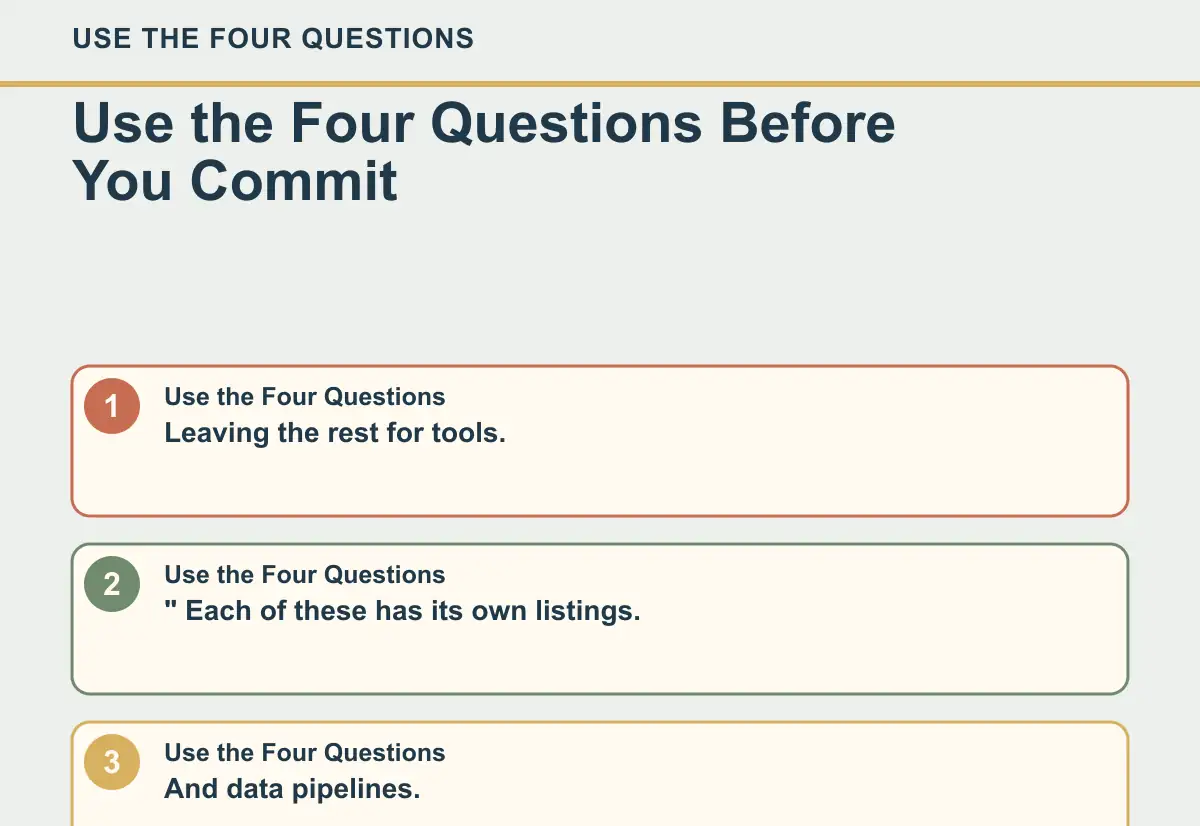 USE THE FOUR QUESTIONS
Use the Four Questions Before
You Commit
1
Use the Four Questions
Leaving the rest for tools.
2
Use the Four Questions
" Each of these has its own listings.
3
Use the Four Questions
And data pipelines.